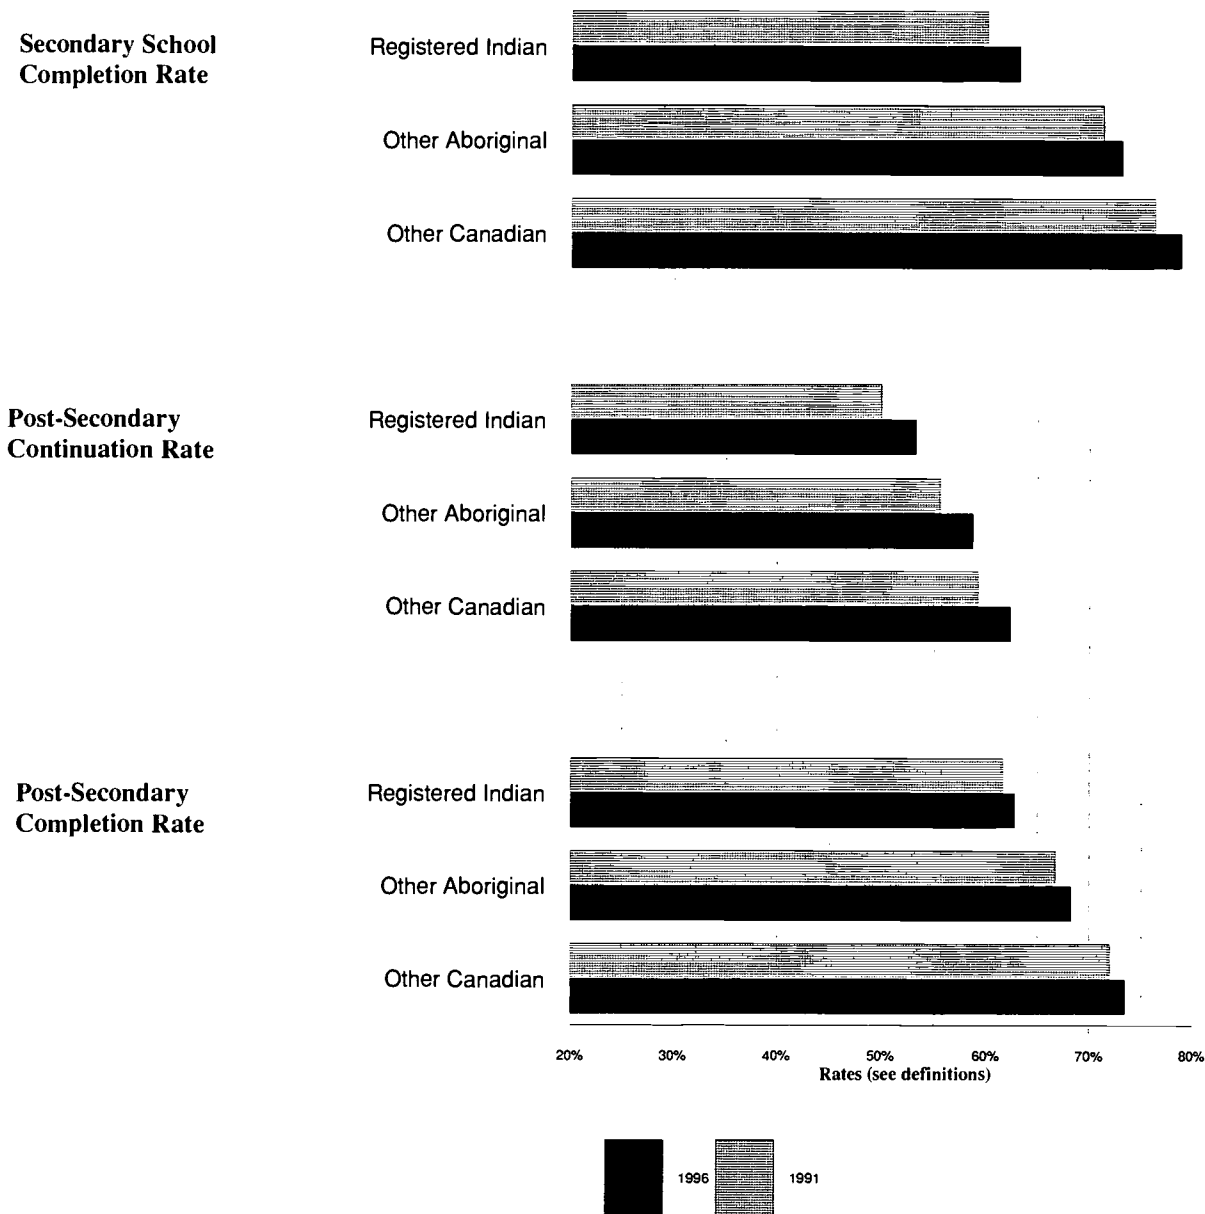 Secondary School
Completion Rate
Registered Indian
Other Aboriginal
Other Canadian
Post-Secondary
Continuation Rate
Registered Indian
Other Aboriginal
Other Canadian
Post-Secondary
Completion Rate
Registered Indian
Other Aboriginal
Other Canadian
20% 30% 40% 50% 60% 70% 80%
Rates (see definitions)
1996 1991